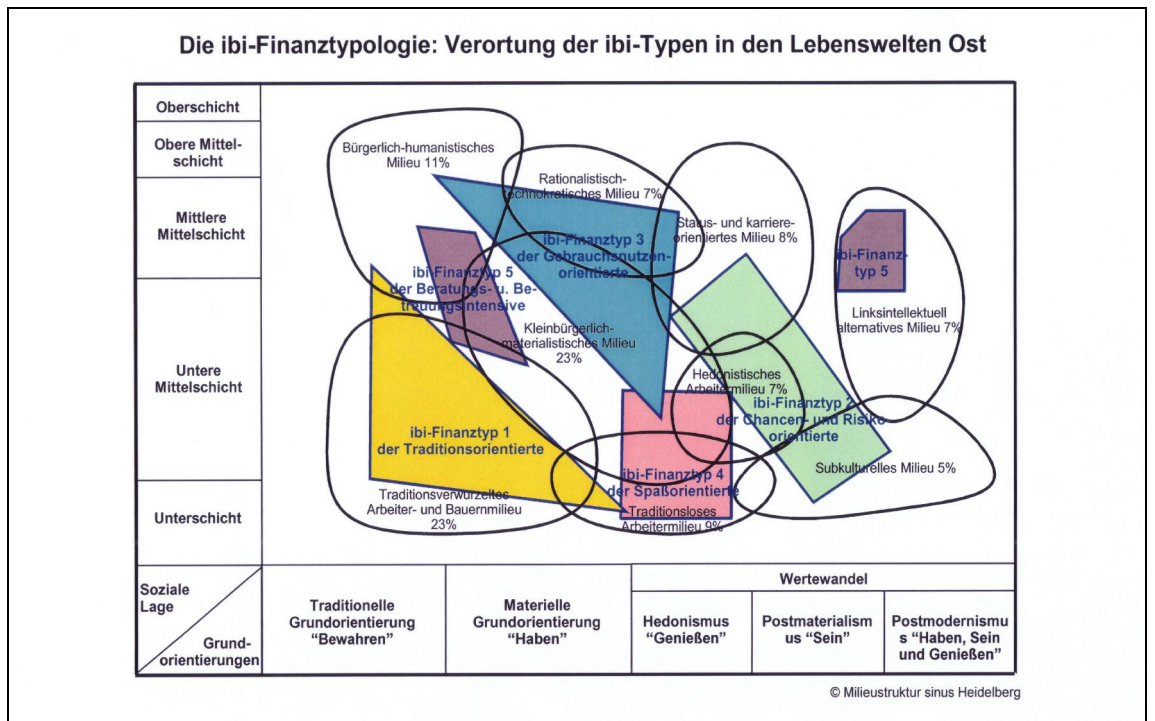 Die ibi-Finanztypologie: Verortung der ibi-Typen in den Lebenswelten Ost
Oberschicht
Obere Mittel-
schicht
Mittlere
Mittelschicht
Untere
Mittelschicht
Unterschicht
Bürgerlich-humanistisches
Milieu 11%
Rationalistisch-
technokratisches Milieu 7%
Status- und karriere-
orientiertes Milieu 8%
ibi-Finanztyp 3
der Gebrauchsnutzen-
orientierte
ibi-Finanz-
typ 5
ibi-Finanztyp 5
der Beratungs- u. Be-
treuungsintensive
Linksintellektuell
alternatives Milieu 7%
Kleinbürgerlich-
materialistisches Milieu
23%
Hedonistisches
Arbeitermilieu 7%
ibi-Finanztyp 2
der Chancen- und Risiko
orientierte
ibi-Finanztyp 1
der Traditionsorientierte
Subkulturelles Milieu 5%
ibi-Finanztyp 4
der Spaßorientierte
Traditionsverwurzeltes
Arbeiter- und Bauernmilieu
23%
Traditionsloses
Arbeitermilieu 9%
Soziale
Lage
Grund-
orientierungen
Traditionelle
Grundorientierung
“Bewahren”
Materielle
Grundorientierung
“Haben”
Wertewandel
Hedonismus
“Genießen”
Postmaterialism
us “Sein”
Postmodernismu
s “Haben, Sein
und Genießen”
© Milieustruktur sinus Heidelberg